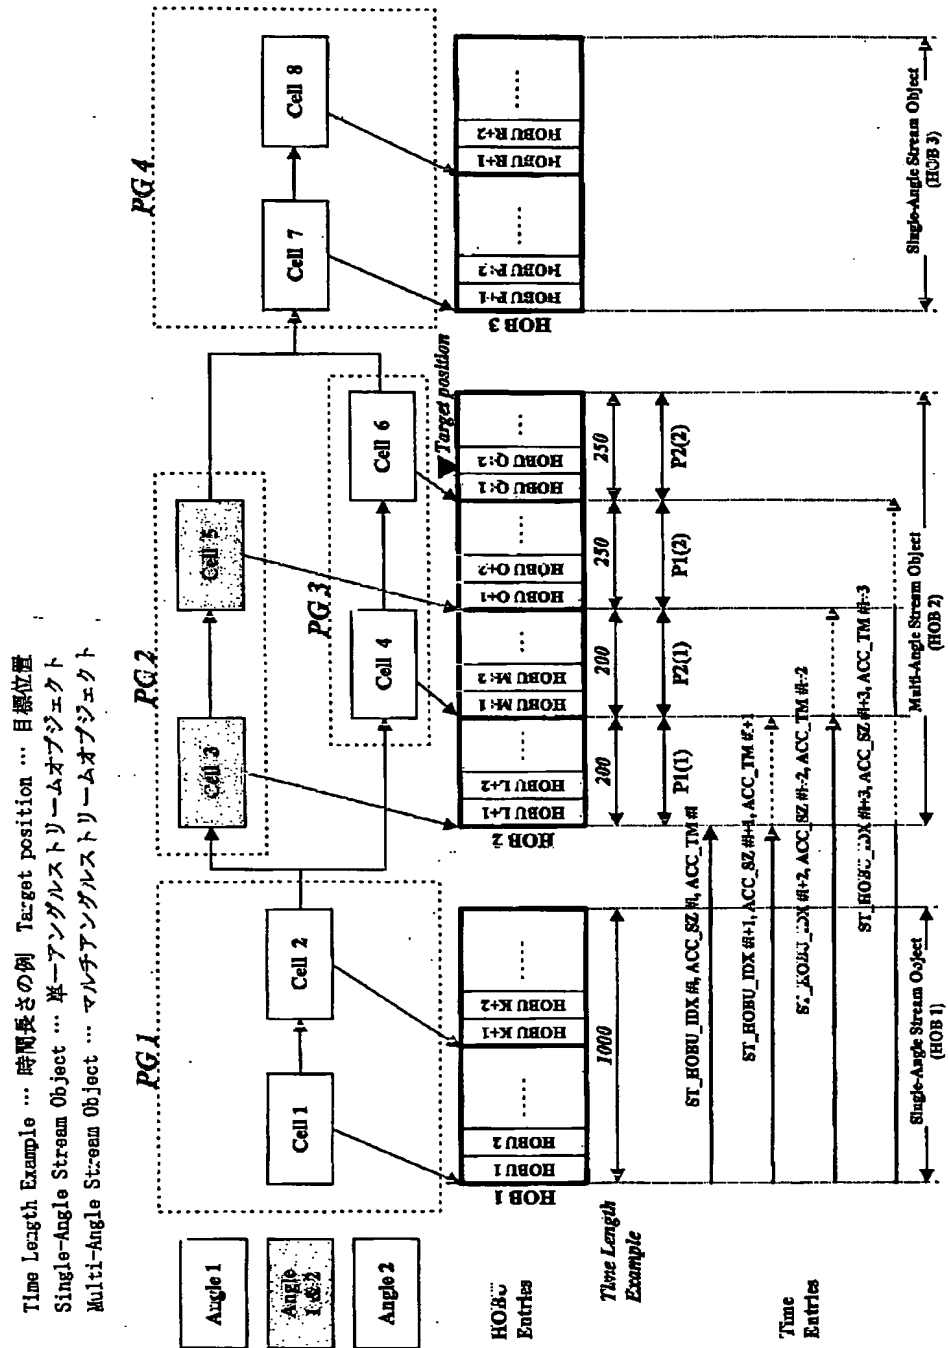 Time Length Example … 時間長さの例 Target position … 目標位置
Single-Angle Stream Object … 単一アングルストリームオブジェクト
Multi-Angle Stream Object … マルチアングルストリームオブジェクト
PG 1
PG 2
PG 3
PG 4
Angle 1
Angle 1 & 2
Angle 2
Cell 1
Cell 2
Cell 3
Cell 5
Cell 4
Cell 6
Cell 7
Cell 8
Target position
HOBU Entries
HOB 1
HOBU 1
HOBU 2
......
HOBU K+1
HOBU K+2
......
HOB 2
HOBU L+1
HOBU L+2
...
HOBU M+1
HOBU M+2
...
HOBU O+1
HOBU O+2
...
HOBU Q+1
HOBU Q+2
...
HOB 3
HOBU P+1
HOBU P+2
......
HOBU R+1
HOBU R+2
......
Time Length Example
1000
200
200
250
250
P1(1)
P2(1)
P1(2)
P2(2)
Time Entries
ST_HOBU_IDX #i, ACC_SZ #i, ACC_TM #i
ST_HOBU_IDX #i+1, ACC_SZ #i+1, ACC_TM #i+1
ST_HOBU_IDX #i+2, ACC_SZ #i+2, ACC_TM #i+2
ST_HOBU_IDX #i+3, ACC_SZ #i+3, ACC_TM #i+3
Single-Angle Stream Object
(HOB 1)
Multi-Angle Stream Object
(HOB 2)
Single-Angle Stream Object
(HOB 3)